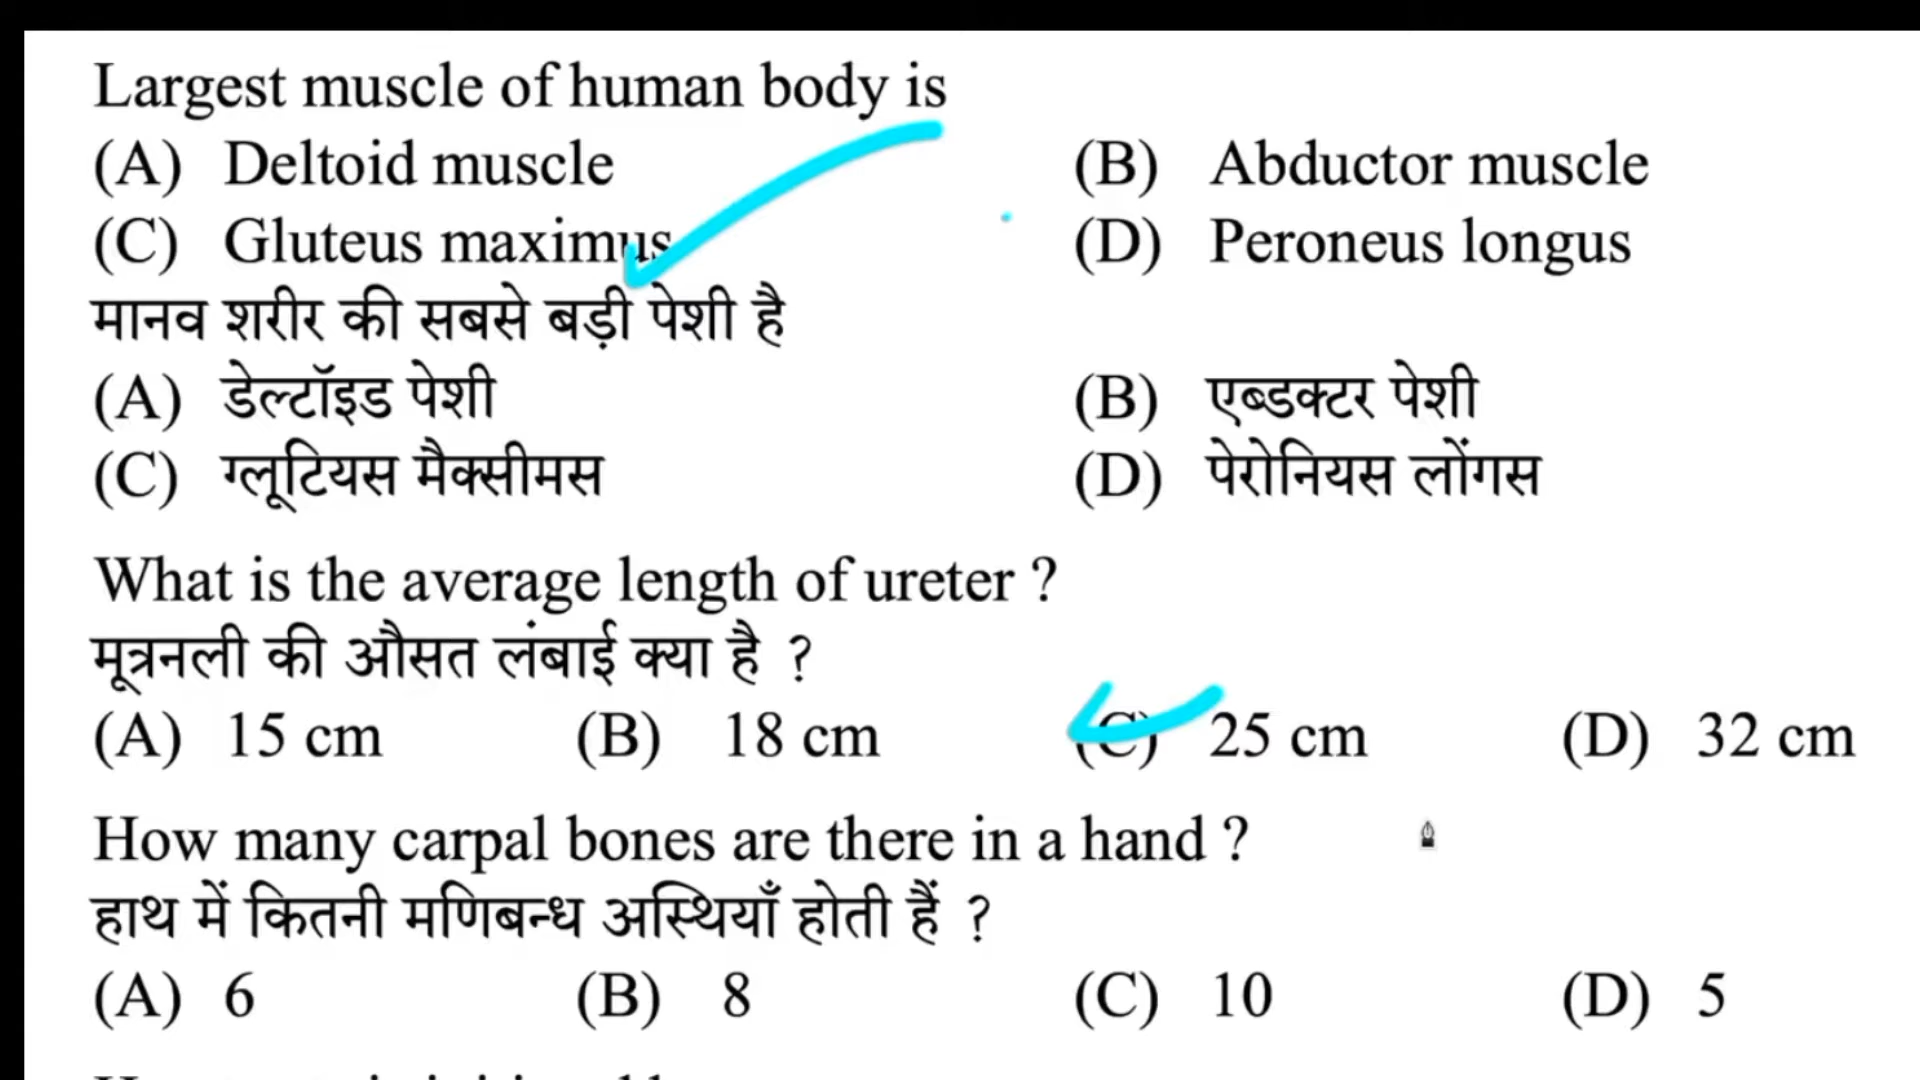 Largest muscle of human body is
(A) Deltoid muscle (B) Abductor muscle
(C) Gluteus maximus (D) Peroneus longus
मानव शरीर की सबसे बड़ी पेशी है
(A) डेल्टॉइड पेशी (B) एब्डक्टर पेशी
(C) ग्लूटियस मैक्सीमस (D) पेरोनियस लोंगस
What is the average length of ureter ?
मूत्रनली की औसत लंबाई क्या है ?
(A) 15 cm (B) 18 cm (C) 25 cm (D) 32 cm
How many carpal bones are there in a hand ?
हाथ में कितनी मणिबन्ध अस्थियाँ होती हैं ?
(A) 6 (B) 8 (C) 10 (D) 5